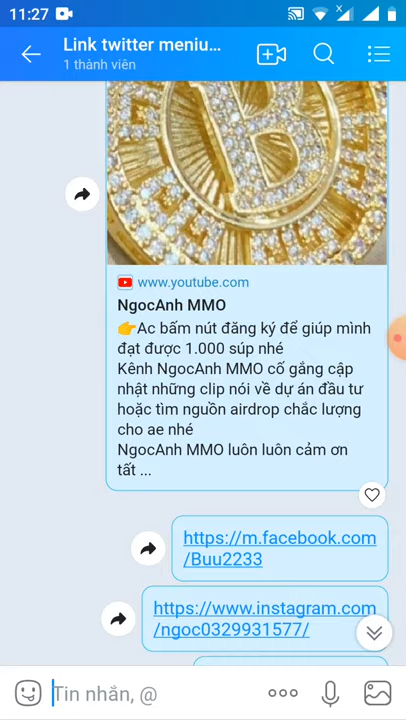 11:27
Link twitter meniu...
1 thành viên
B
www.youtube.com
NgocAnh MMO
👉Ac bấm nút đăng ký để giúp mình
đạt được 1.000 súp nhé
Kênh NgocAnh MMO cố gắng cập
nhật những clip nói về dự án đầu tư
hoặc tìm nguồn airdrop chắc lượng
cho ae nhé
NgocAnh MMO luôn luôn cảm ơn
tất ...
https://m.facebook.com
/Buu2233
https://www.instagram.com
/ngoc0329931577/
Tin nhắn, @